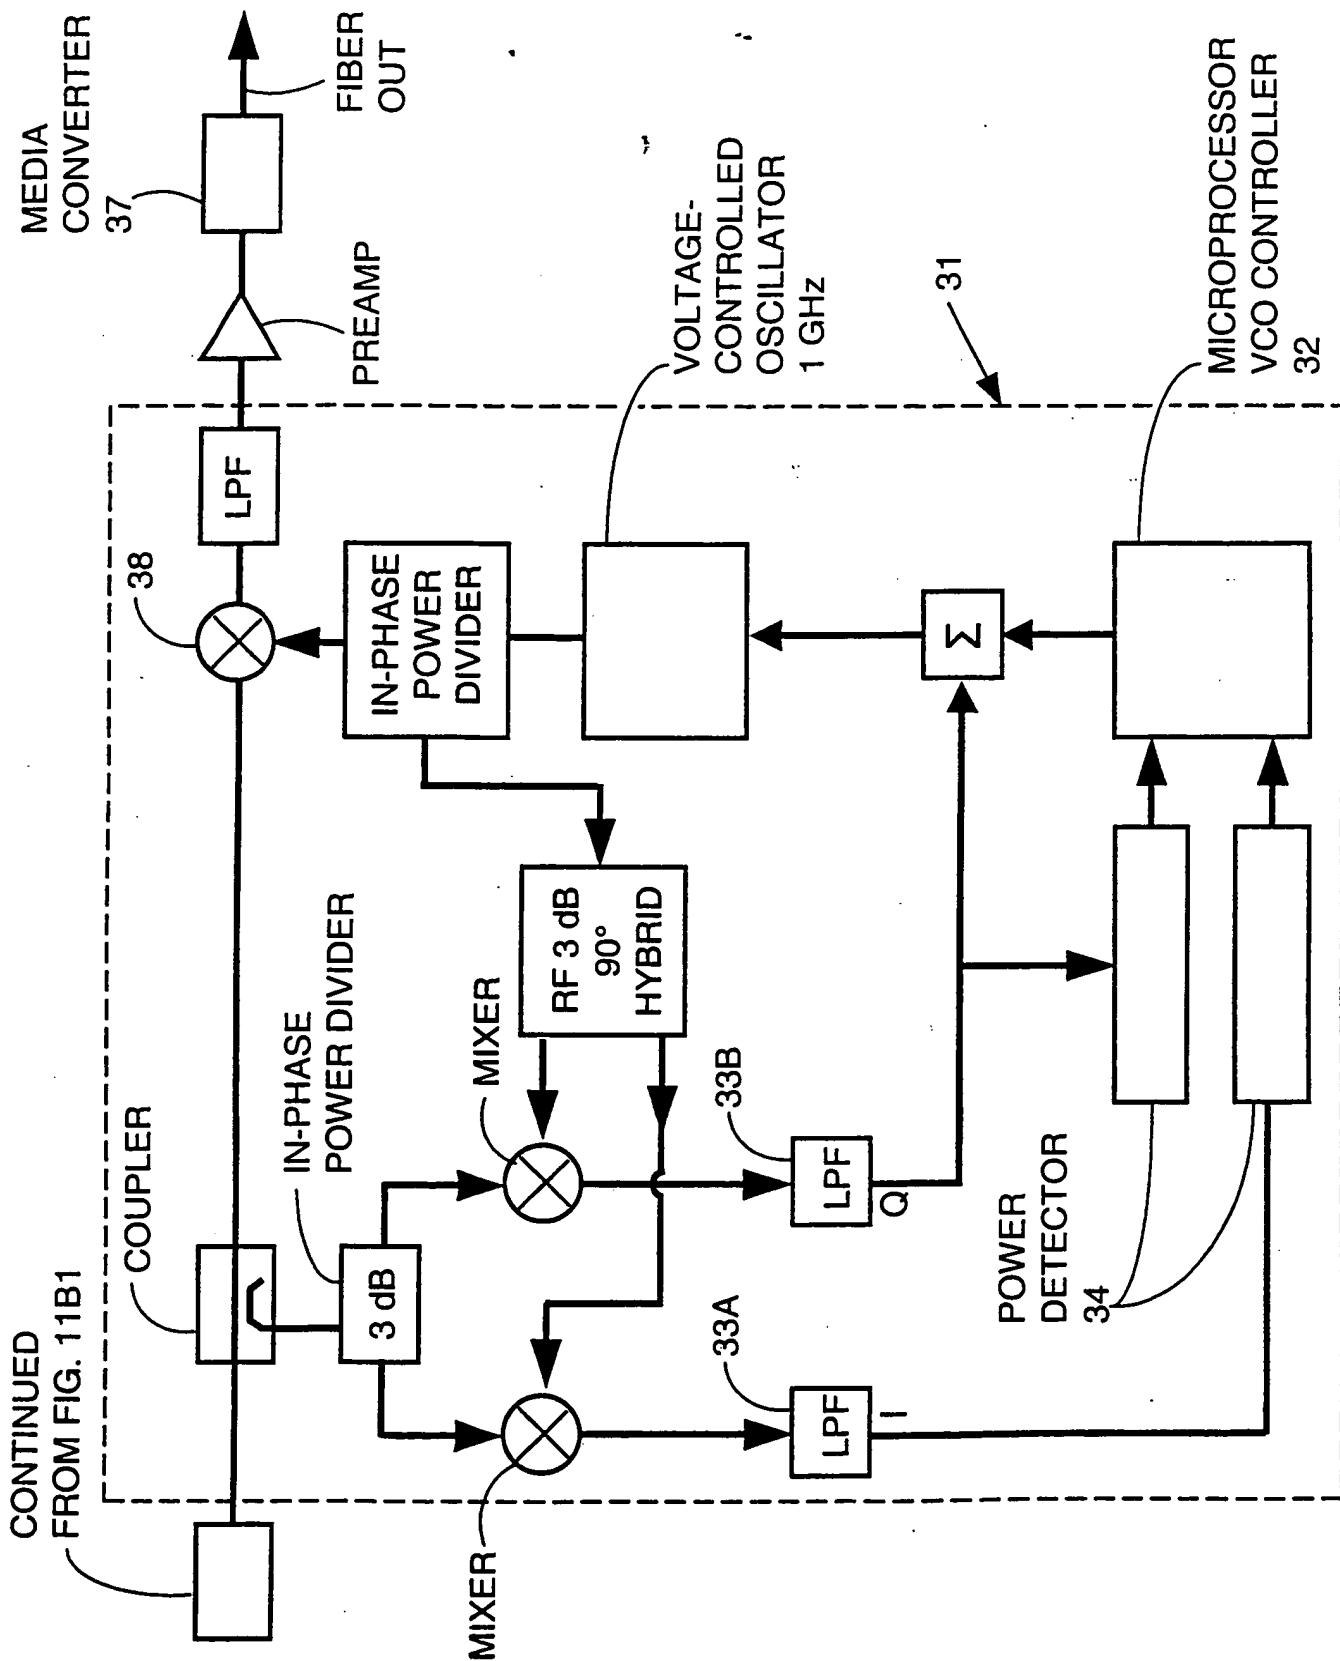 CONTINUED
FROM FIG. 11B1
COUPLER
IN-PHASE
POWER DIVIDER
3 dB
MIXER
MIXER
RF 3 dB
90°
HYBRID
38
IN-PHASE
POWER
DIVIDER
LPF
PREAMP
MEDIA
CONVERTER
37
FIBER
OUT
VOLTAGE-
CONTROLLED
OSCILLATOR
1 GHz
31
33A
LPF
I
33B
LPF
Q
Σ
POWER
DETECTOR
34
MICROPROCESSOR
VCO CONTROLLER
32